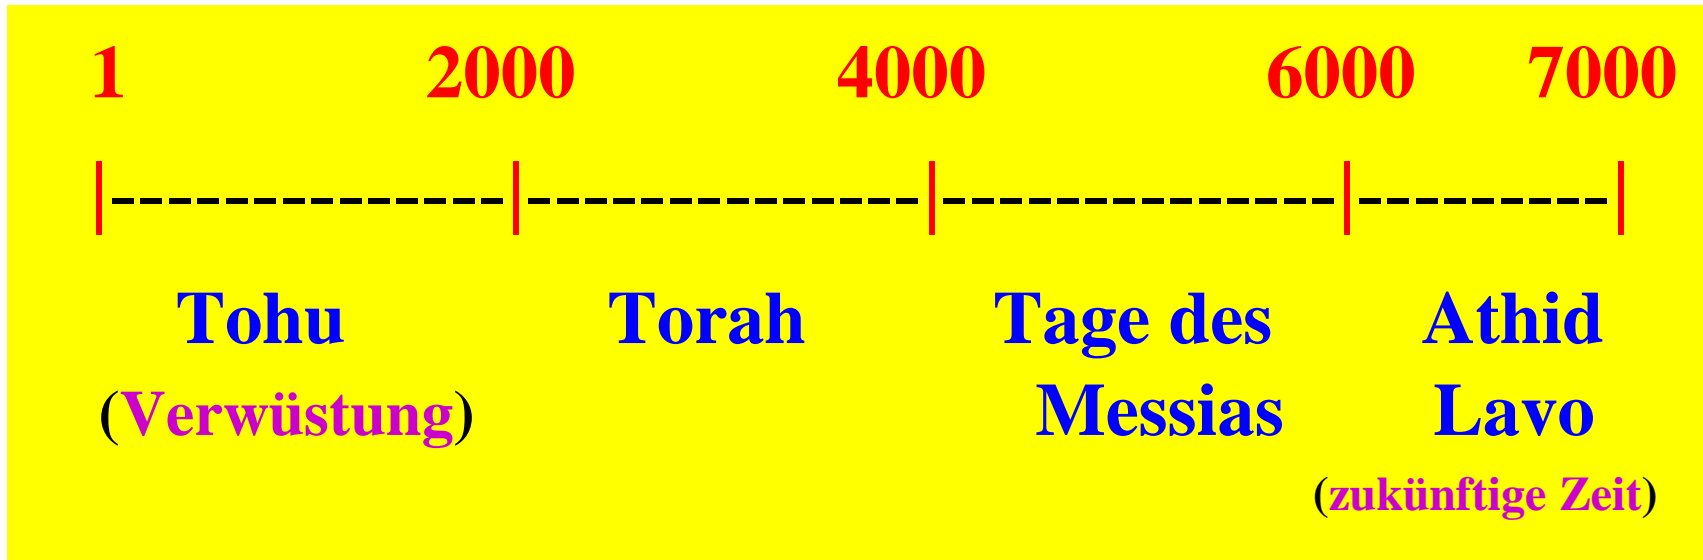 1 2000 4000 6000 7000
Tohu Torah Tage des Athid
(Verwüstung) Messias Lavo
(zukünftige Zeit)